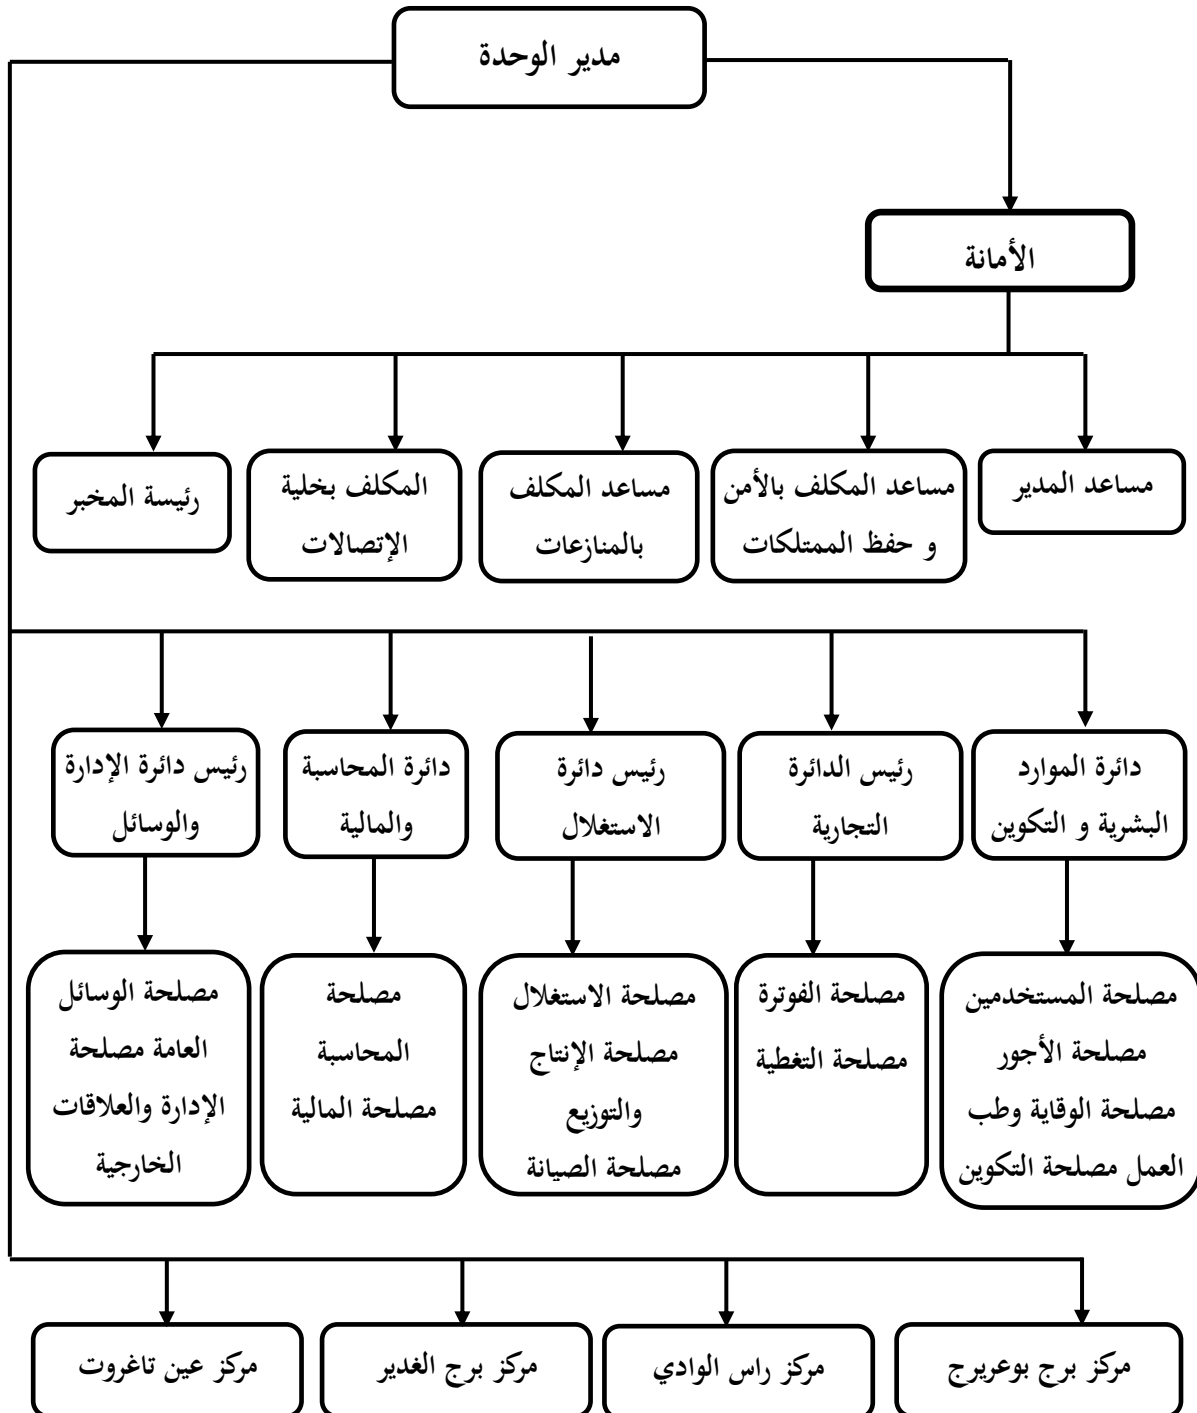 مدير الوحدة
الأمانة
مساعد المدير
مساعد المكلف بالأمن
و حفظ الممتلكات
مساعد المكلف
بالمنازعات
المكلف بخلية
الإتصالات
رئيسة المخبر
دائرة الموارد
البشرية و التكوين
رئيس الدائرة
التجارية
رئيس دائرة
الاستغلال
دائرة المحاسبة
والمالية
رئيس دائرة الإدارة
والوسائل
مصلحة المستخدمين
مصلحة الأجور
مصلحة الوقاية وطب
العمل مصلحة التكوين
مصلحة الفوترة
مصلحة التغطية
مصلحة الاستغلال
مصلحة الإنتاج
والتوزيع
مصلحة الصيانة
مصلحة
المحاسبة
مصلحة المالية
مصلحة الوسائل
العامة مصلحة
الإدارة والعلاقات
الخارجية
مركز برج بوعريرج
مركز راس الوادي
مركز برج الغدير
مركز عين تاغروت